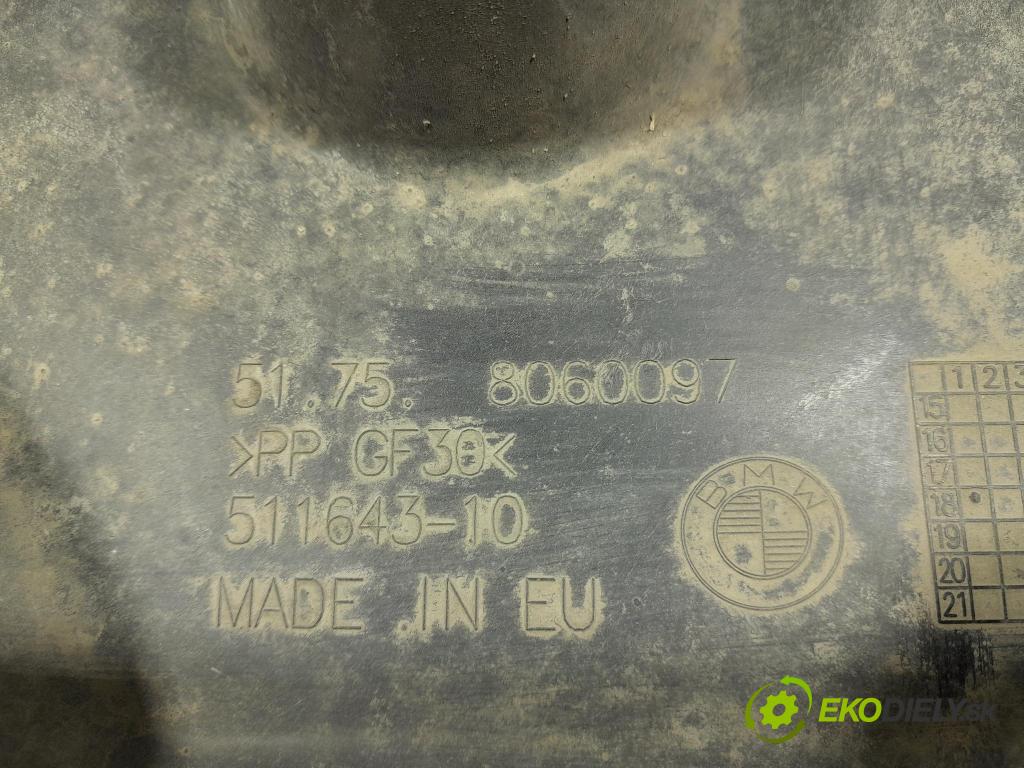 51.75. 8060097
>PP GF30<
511643-10
BMW
MADE IN EU
1 2 3
15
16
17
18
19
20
21
EKODIELY.sk